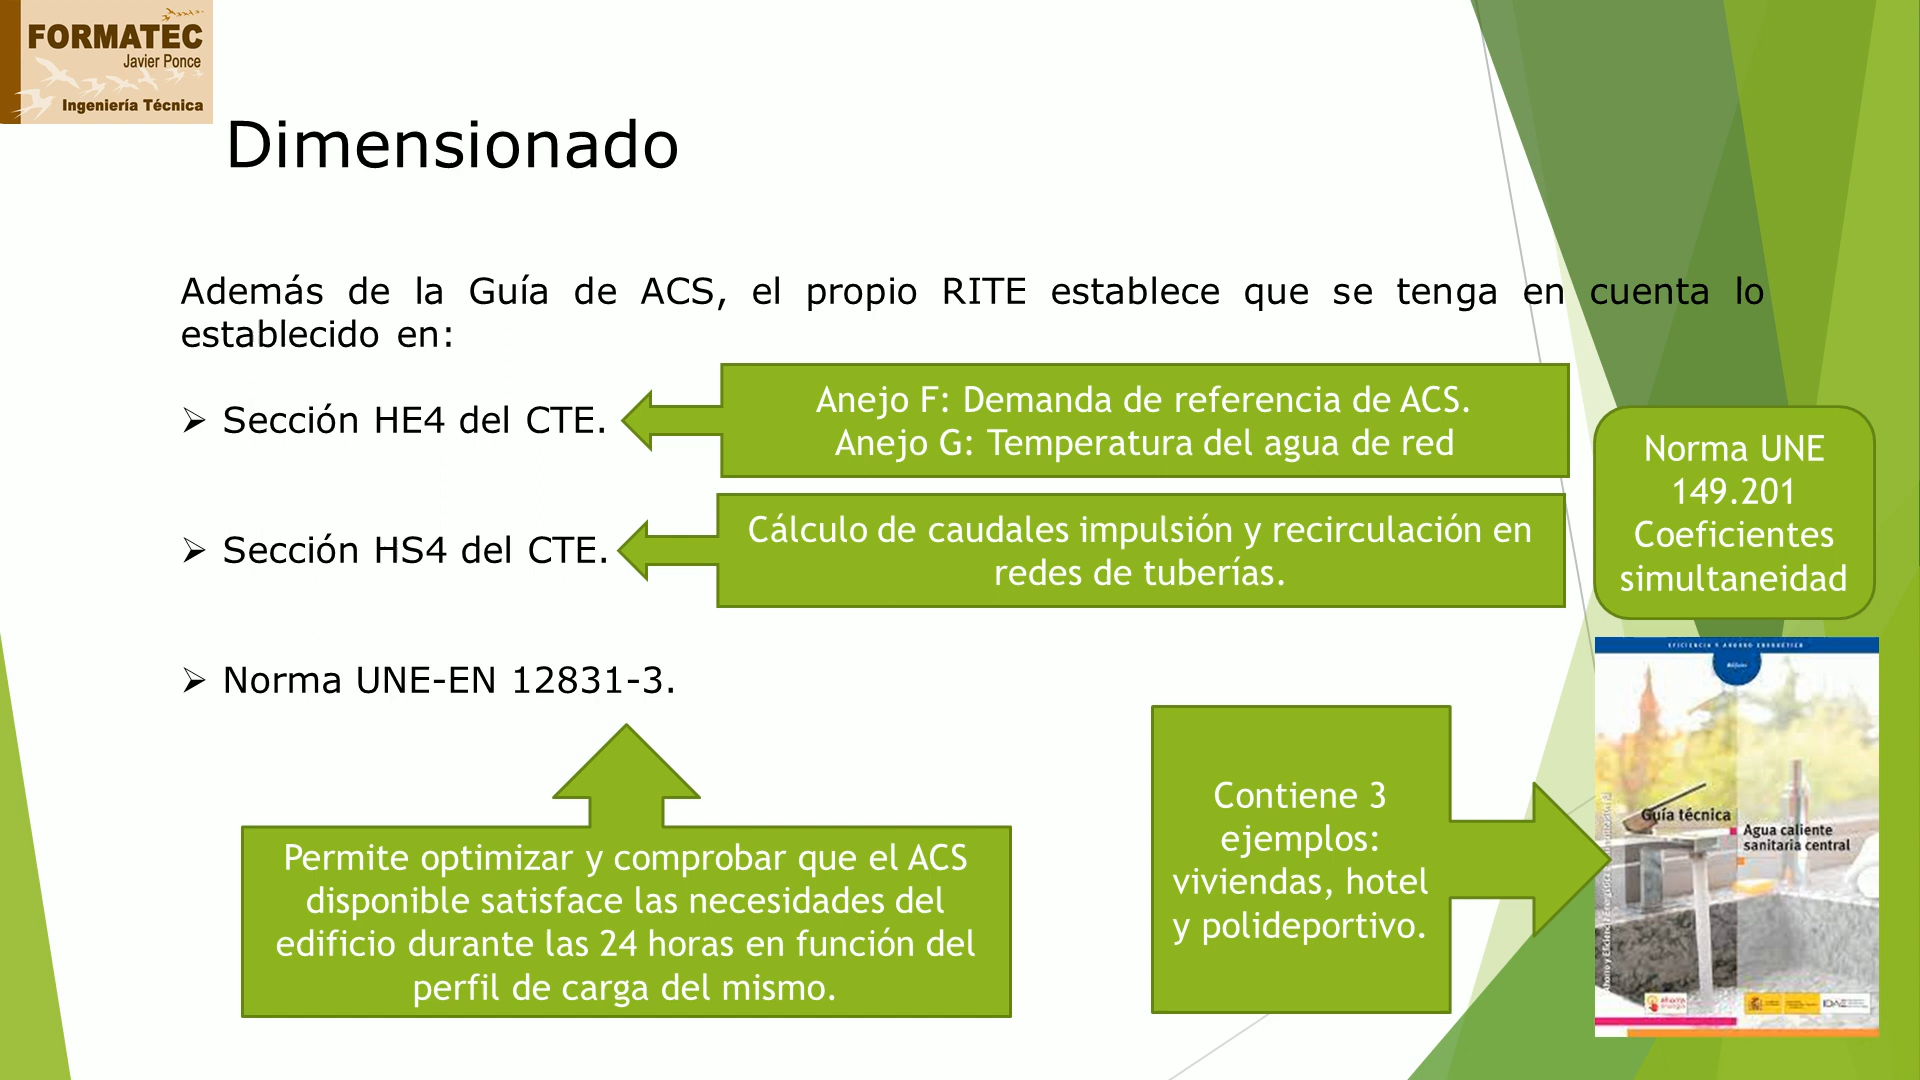 FORMATEC
Javier Ponce
Ingeniería Técnica
Dimensionado
Además de la Guía de ACS, el propio RITE establece que se tenga en cuenta lo
establecido en:
➢ Sección HE4 del CTE.
Anejo F: Demanda de referencia de ACS.
Anejo G: Temperatura del agua de red
➢ Sección HS4 del CTE.
Cálculo de caudales impulsión y recirculación en
redes de tuberías.
Norma UNE
149.201
Coeficientes
simultaneidad
➢ Norma UNE-EN 12831-3.
Permite optimizar y comprobar que el ACS
disponible satisface las necesidades del
edificio durante las 24 horas en función del
perfil de carga del mismo.
Contiene 3
ejemplos:
viviendas, hotel
y polideportivo.
EFICIENCIA Y AHORRO ENERGÉTICO
Guía técnica
Agua caliente
sanitaria central
IDAE